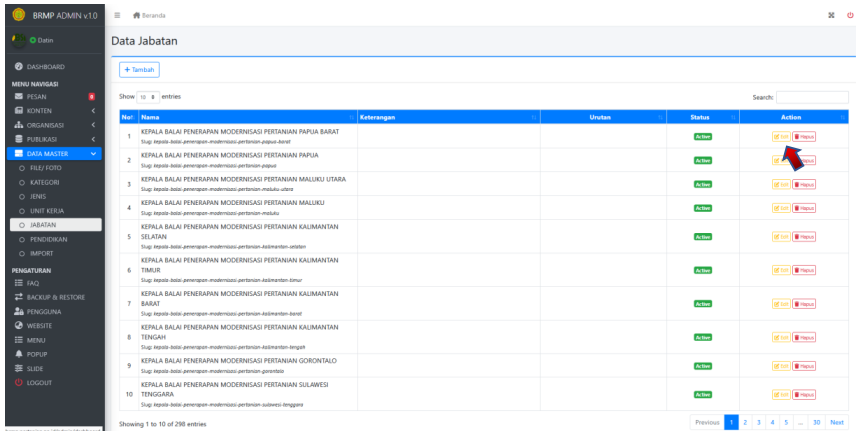 BRMP ADMIN v.1.0
Beranda
Datin
DASHBOARD
MENU NAVIGASI
PESAN
KONTEN
ORGANISASI
PUBLIKASI
DATA MASTER
FILE/ FOTO
KATEGORI
JENIS
UNIT KERJA
JABATAN
PENDIDIKAN
IMPORT
PENGATURAN
FAQ
BACKUP & RESTORE
PENGGUNA
WEBSITE
MENU
POPUP
SLIDE
LOGOUT
Data Jabatan
+ Tambah
Show 10 entries
Search:
No Nama Keterangan Urutan Status Action
1 KEPALA BALAI PENERAPAN MODERNISASI PERTANIAN PAPUA BARAT Active Edit Hapus
Slug: kepala-balai-penerapan-modernisasi-pertanian-papua-barat
2 KEPALA BALAI PENERAPAN MODERNISASI PERTANIAN PAPUA Active
Slug: kepala-balai-penerapan-modernisasi-pertanian-papua
3 KEPALA BALAI PENERAPAN MODERNISASI PERTANIAN MALUKU UTARA Active Edit Hapus
Slug: kepala-balai-penerapan-modernisasi-pertanian-maluku-utara
4 KEPALA BALAI PENERAPAN MODERNISASI PERTANIAN MALUKU Active Edit Hapus
Slug: kepala-balai-penerapan-modernisasi-pertanian-maluku
5 KEPALA BALAI PENERAPAN MODERNISASI PERTANIAN KALIMANTAN
SELATAN Active Edit Hapus
Slug: kepala-balai-penerapan-modernisasi-pertanian-kalimantan-selatan
6 KEPALA BALAI PENERAPAN MODERNISASI PERTANIAN KALIMANTAN
TIMUR Active Edit Hapus
Slug: kepala-balai-penerapan-modernisasi-pertanian-kalimantan-timur
7 KEPALA BALAI PENERAPAN MODERNISASI PERTANIAN KALIMANTAN
BARAT Active Edit Hapus
Slug: kepala-balai-penerapan-modernisasi-pertanian-kalimantan-barat
8 KEPALA BALAI PENERAPAN MODERNISASI PERTANIAN KALIMANTAN
TENGAH Active Edit Hapus
Slug: kepala-balai-penerapan-modernisasi-pertanian-kalimantan-tengah
9 KEPALA BALAI PENERAPAN MODERNISASI PERTANIAN GORONTALO Active Edit Hapus
Slug: kepala-balai-penerapan-modernisasi-pertanian-gorontalo
10 KEPALA BALAI PENERAPAN MODERNISASI PERTANIAN SULAWESI
TENGGARA Active Edit Hapus
Slug: kepala-balai-penerapan-modernisasi-pertanian-sulawesi-tenggara
Showing 1 to 10 of 298 entries
Previous 1 2 3 4 5 ... 30 Next